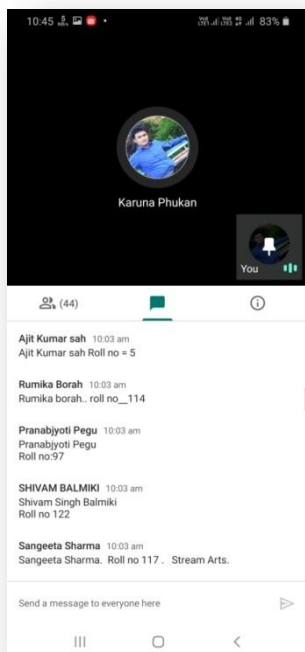 10:45
83%
Karuna Phukan
You
(44)
Ajit Kumar sah 10:03 am
Ajit Kumar sah Roll no = 5
Rumika Borah 10:03 am
Rumika borah.. roll no__114
Pranabjyoti Pegu 10:03 am
Pranabjyoti Pegu
Roll no:97
SHIVAM BALMIKI 10:03 am
Shivam Singh Balmiki
Roll no 122
Sangeeta Sharma 10:03 am
Sangeeta Sharma. Roll no 117 . Stream Arts.
Send a message to everyone here